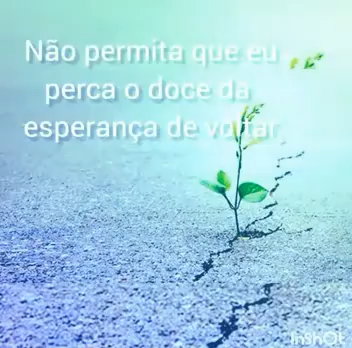 Não permita que eu
perca o doce da
esperança de voltar
InShOt